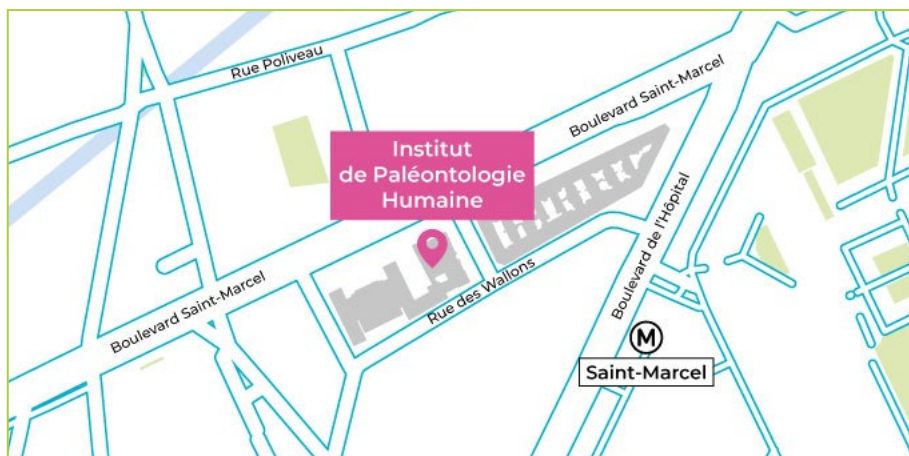 Rue Poliveau
Boulevard Saint-Marcel
Institut
de Paléontologie
Humaine
Boulevard de l'Hôpital
Rue des Wallons
Boulevard Saint-Marcel
M
Saint-Marcel